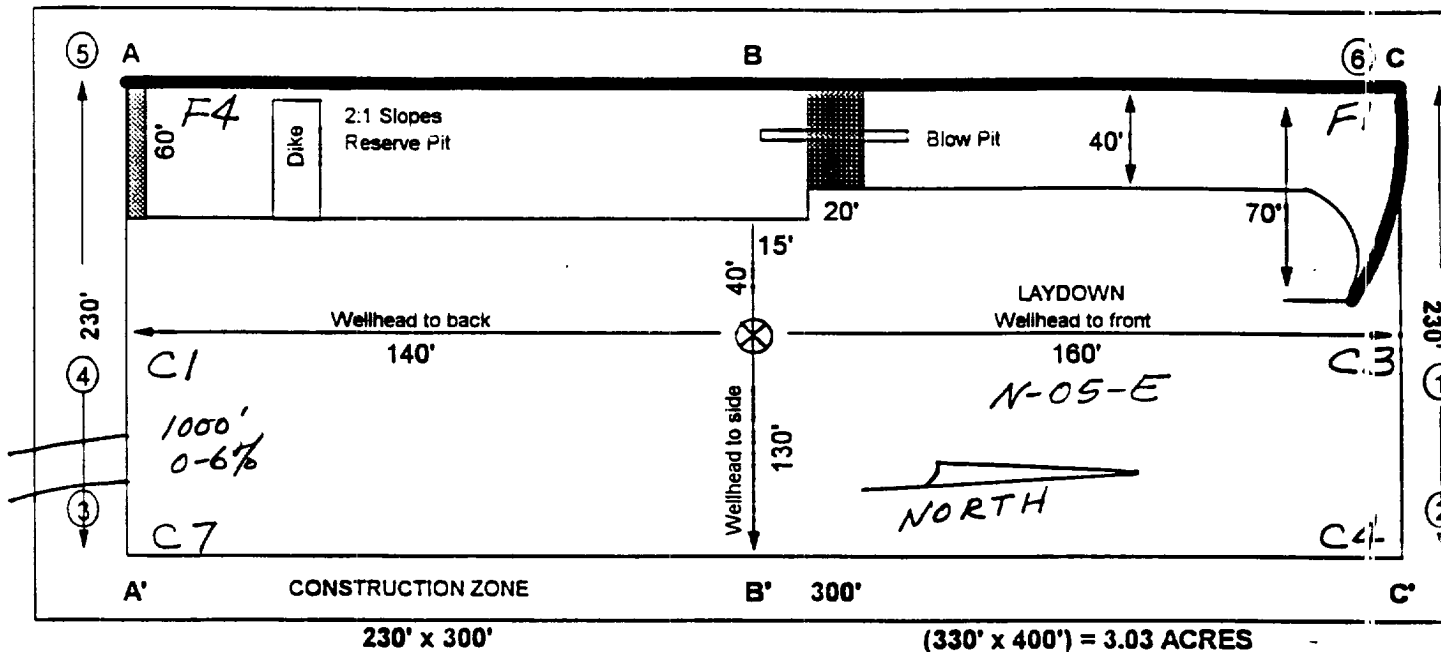 5 A B 6 C
F4 2:1 Slopes F1
Reserve Pit
60' Dike Blow Pit 40'
20' 70'
15'
40' LAYDOWN
230' Wellhead to back Wellhead to front 230'
140' 160'
4 C1 C3 1
N-05-E
1000'
0-6%
Wellhead to side 130'
3 NORTH 2
C7 C4
A' CONSTRUCTION ZONE B' 300' C'
230' x 300' (330' x 400') = 3.03 ACRES